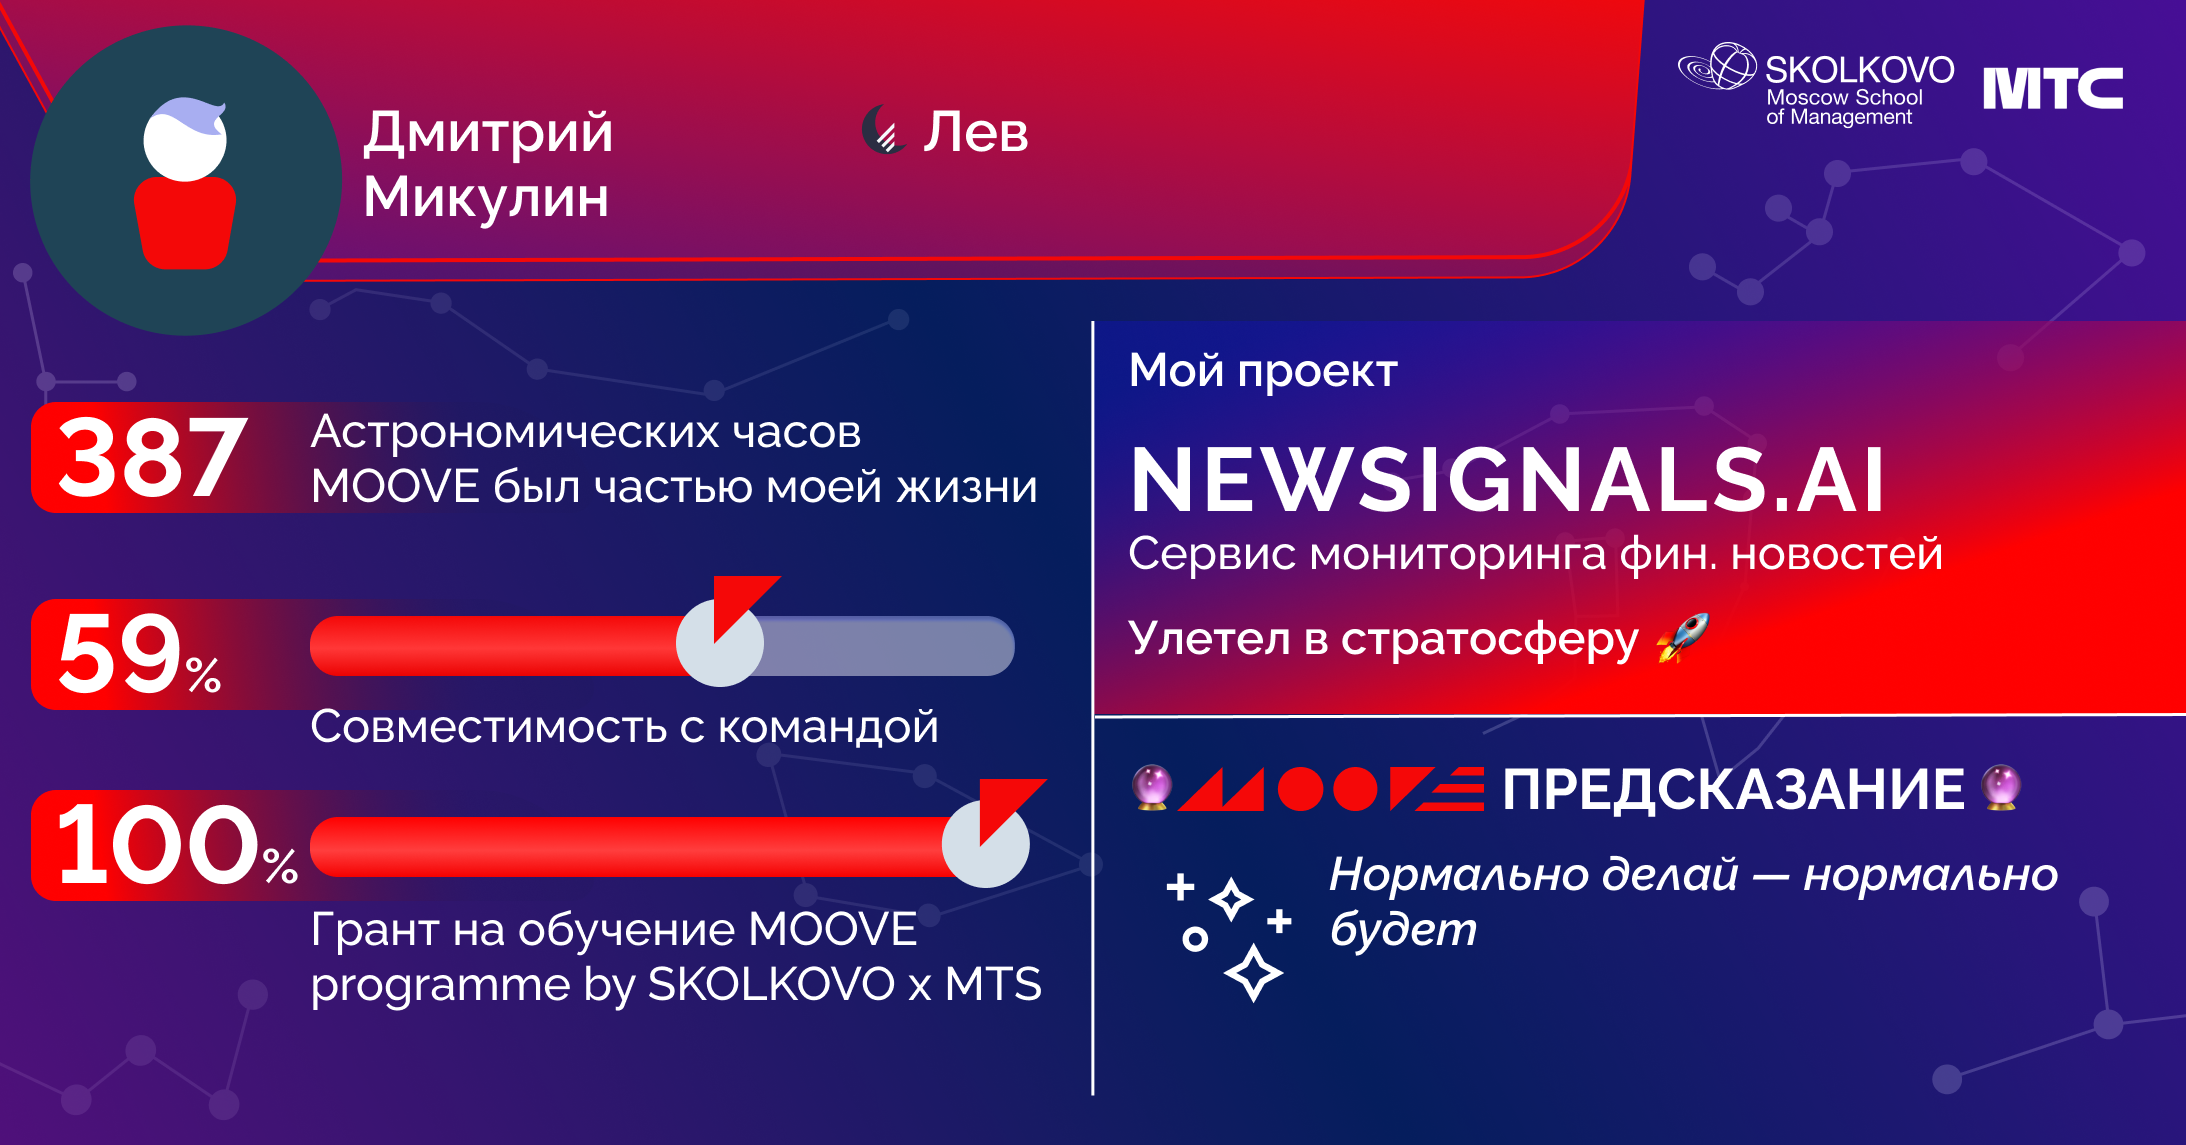 Дмитрий
Микулин
Лев
SKOLKOVO
Moscow School
of Management
МТС
387
Астрономических часов
MOOVE был частью моей жизни
59%
Совместимость с командой
100%
Грант на обучение MOOVE
programme by SKOLKOVO x MTS
Мой проект
NEWSIGNALS.AI
Сервис мониторинга фин. новостей
Улетел в стратосферу 🚀
🔮 MOOVE ПРЕДСКАЗАНИЕ 🔮
Нормально делай — нормально
будет